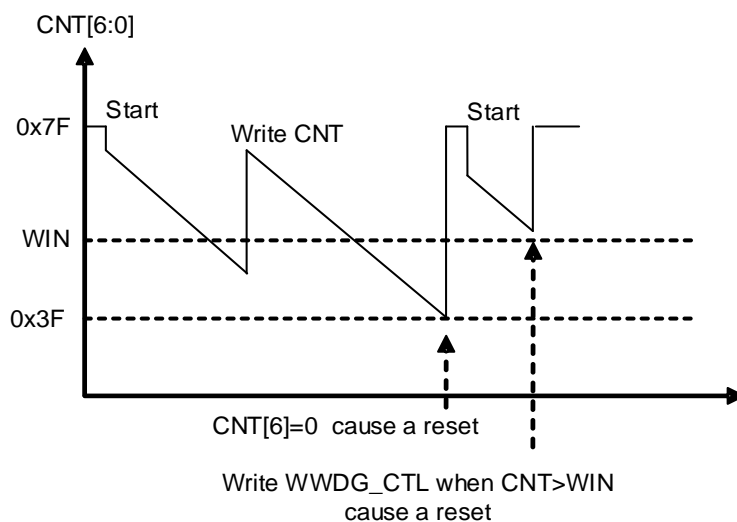 CNT[6:0]
Start
Start
0x7F
Write CNT
WIN
0x3F
CNT[6]=0 cause a reset
Write WWDG_CTL when CNT>WIN
cause a reset